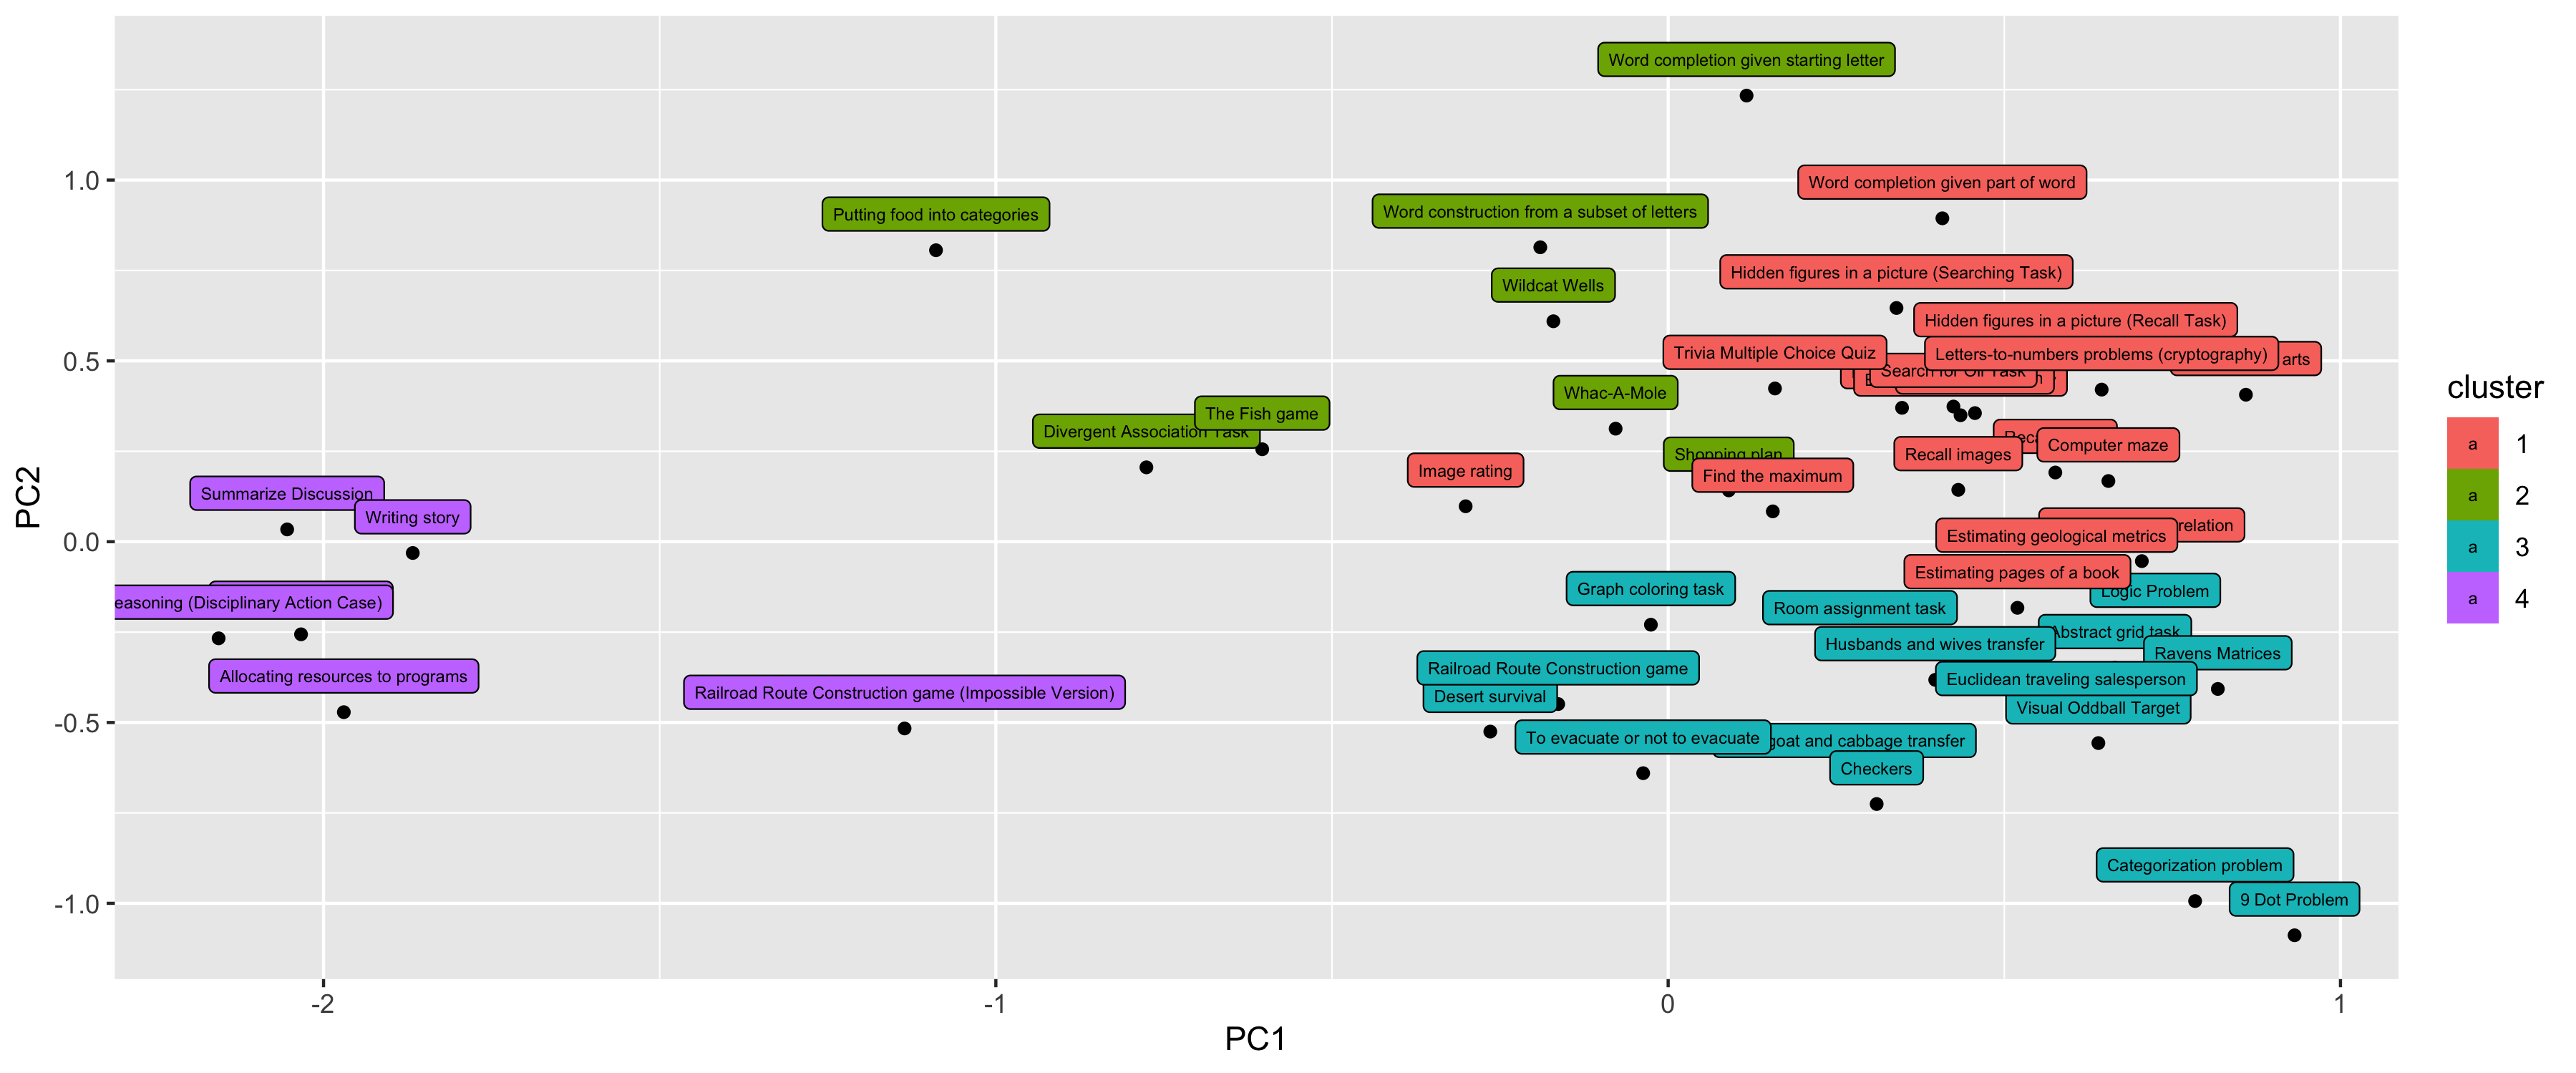 Word completion given starting letter
Word completion given part of word
Putting food into categories
Word construction from a subset of letters
Hidden figures in a picture (Searching Task)
Wildcat Wells
Hidden figures in a picture (Recall Task)
Trivia Multiple Choice Quiz
Letters-to-numbers problems (cryptography)
arts
Search for Oil Task
Whac-A-Mole
The Fish game
Divergent Association Task
Computer maze
Recall images
Shopping plan
Image rating
Find the maximum
Summarize Discussion
Writing story
relation
Estimating geological metrics
Estimating pages of a book
Graph coloring task
Logic Problem
easoning (Disciplinary Action Case)
Room assignment task
Abstract grid task
Husbands and wives transfer
Ravens Matrices
Railroad Route Construction game
Allocating resources to programs
Euclidean traveling salesperson
Railroad Route Construction game (Impossible Version)
Desert survival
Visual Oddball Target
To evacuate or not to evacuate
goat and cabbage transfer
Checkers
Categorization problem
9 Dot Problem
1.0
0.5
0.0
-0.5
-1.0
PC2
-2
-1
0
1
PC1
cluster
a 1
a 2
a 3
a 4